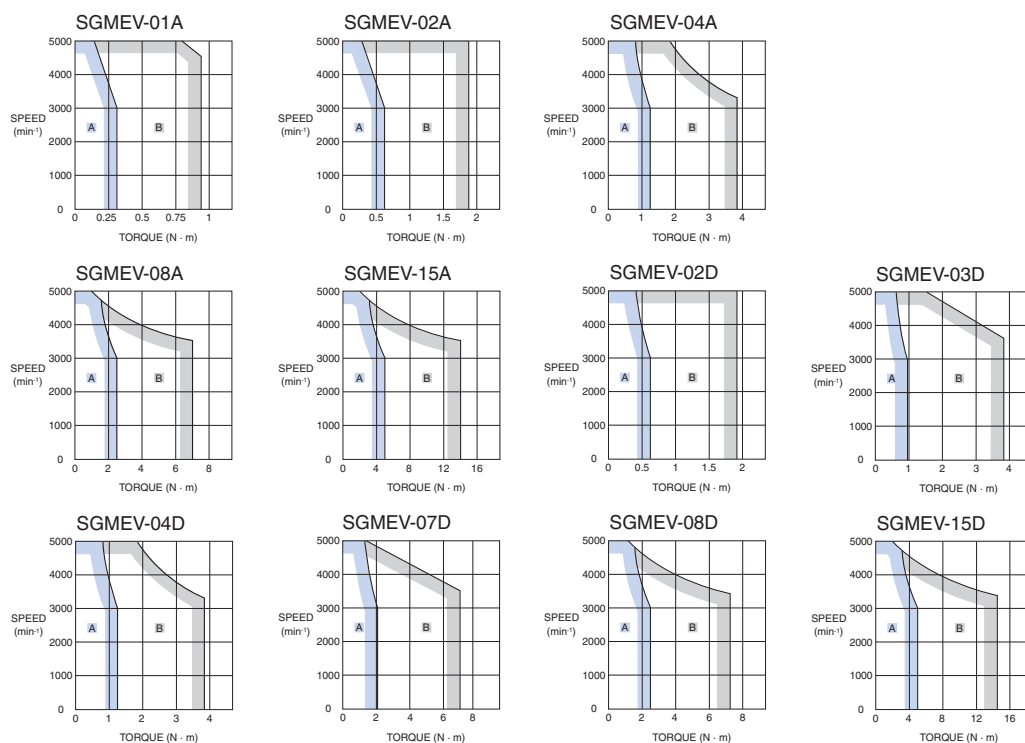 SGMEV-01A
5000
4000
3000
2000
1000
0
SPEED
(min-1)
A
B
0 0.25 0.5 0.75 1
TORQUE (N · m)
SGMEV-02A
5000
4000
3000
2000
1000
0
SPEED
(min-1)
A
B
0 0.5 1 1.5 2
TORQUE (N · m)
SGMEV-04A
5000
4000
3000
2000
1000
0
SPEED
(min-1)
A
B
0 1 2 3 4
TORQUE (N · m)
SGMEV-08A
5000
4000
3000
2000
1000
0
SPEED
(min-1)
A
B
0 2 4 6 8
TORQUE (N · m)
SGMEV-15A
5000
4000
3000
2000
1000
0
SPEED
(min-1)
A
B
0 4 8 12 16
TORQUE (N · m)
SGMEV-02D
5000
4000
3000
2000
1000
0
SPEED
(min-1)
A
B
0 0.5 1 1.5 2
TORQUE (N · m)
SGMEV-03D
5000
4000
3000
2000
1000
0
SPEED
(min-1)
A
B
0 1 2 3 4
TORQUE (N · m)
SGMEV-04D
5000
4000
3000
2000
1000
0
SPEED
(min-1)
A
B
0 1 2 3 4
TORQUE (N · m)
SGMEV-07D
5000
4000
3000
2000
1000
0
SPEED
(min-1)
A
B
0 2 4 6 8
TORQUE (N · m)
SGMEV-08D
5000
4000
3000
2000
1000
0
SPEED
(min-1)
A
B
0 2 4 6 8
TORQUE (N · m)
SGMEV-15D
5000
4000
3000
2000
1000
0
SPEED
(min-1)
A
B
0 4 8 12 16
TORQUE (N · m)